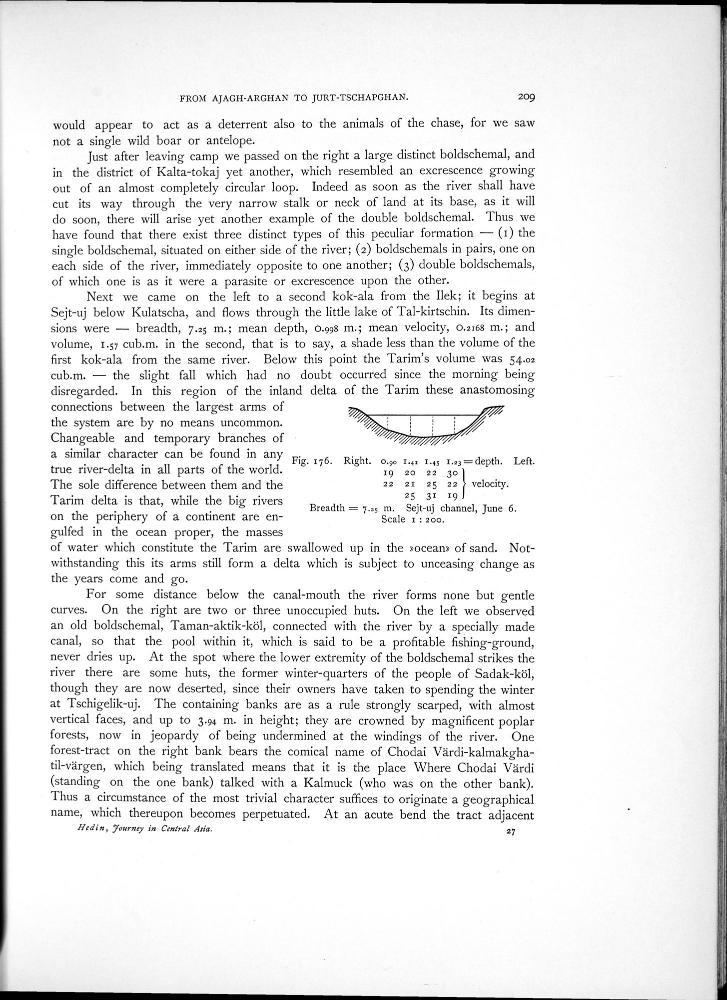 FROM AJAGH-ARGHAN TO JURT-TSCHAPGHAN. 209
would appear to act as a deterrent also to the animals of the chase, for we saw
not a single wild boar or antelope.
Just after leaving camp we passed on the right a large distinct boldschemal, and
in the district of Kalta-tokaj yet another, which resembled an excrescence growing
out of an almost completely circular loop. Indeed as soon as the river shall have
cut its way through the very narrow stalk or neck of land at its base, as it will
do soon, there will arise yet another example of the double boldschemal. Thus we
have found that there exist three distinct types of this peculiar formation — (1) the
single boldschemal, situated on either side of the river; (2) boldschemals in pairs, one on
each side of the river, immediately opposite to one another; (3) double boldschemals,
of which one is as it were a parasite or excrescence upon the other.
Next we came on the left to a second kok-ala from the Ilek; it begins at
Sejt-uj below Kulatscha, and flows through the little lake of Tal-kirtschin. Its dimen-
sions were — breadth, 7.25 m.; mean depth, 0.998 m.; mean velocity, 0.2168 m.; and
volume, 1.57 cub.m. in the second, that is to say, a shade less than the volume of the
first kok-ala from the same river. Below this point the Tarim's volume was 54.02
cub.m. — the slight fall which had no doubt occurred since the morning being
disregarded. In this region of the inland delta of the Tarim these anastomosing
connections between the largest arms of
the system are by no means uncommon.
Changeable and temporary branches of
a similar character can be found in any
true river-delta in all parts of the world.
The sole difference between them and the
Tarim delta is that, while the big rivers
on the periphery of a continent are en-
gulfed in the ocean proper, the masses
Fig. 176. Right. 0.90 1.41 1.45 1.23 = depth. Left.
19 20 22 30
22 21 25 22 } velocity.
25 31 19
Breadth = 7.25 m. Sejt-uj channel, June 6.
Scale 1 : 200.
of water which constitute the Tarim are swallowed up in the »ocean» of sand. Not-
withstanding this its arms still form a delta which is subject to unceasing change as
the years come and go.
For some distance below the canal-mouth the river forms none but gentle
curves. On the right are two or three unoccupied huts. On the left we observed
an old boldschemal, Taman-aktik-köl, connected with the river by a specially made
canal, so that the pool within it, which is said to be a profitable fishing-ground,
never dries up. At the spot where the lower extremity of the boldschemal strikes the
river there are some huts, the former winter-quarters of the people of Sadak-köl,
though they are now deserted, since their owners have taken to spending the winter
at Tschigelik-uj. The containing banks are as a rule strongly scarped, with almost
vertical faces, and up to 3.94 m. in height; they are crowned by magnificent poplar
forests, now in jeopardy of being undermined at the windings of the river. One
forest-tract on the right bank bears the comical name of Chodai Värdi-kalmakgha-
til-värgen, which being translated means that it is the place Where Chodai Värdi
(standing on the one bank) talked with a Kalmuck (who was on the other bank).
Thus a circumstance of the most trivial character suffices to originate a geographical
name, which thereupon becomes perpetuated. At an acute bend the tract adjacent
Hedin, Journey in Central Asia. 27